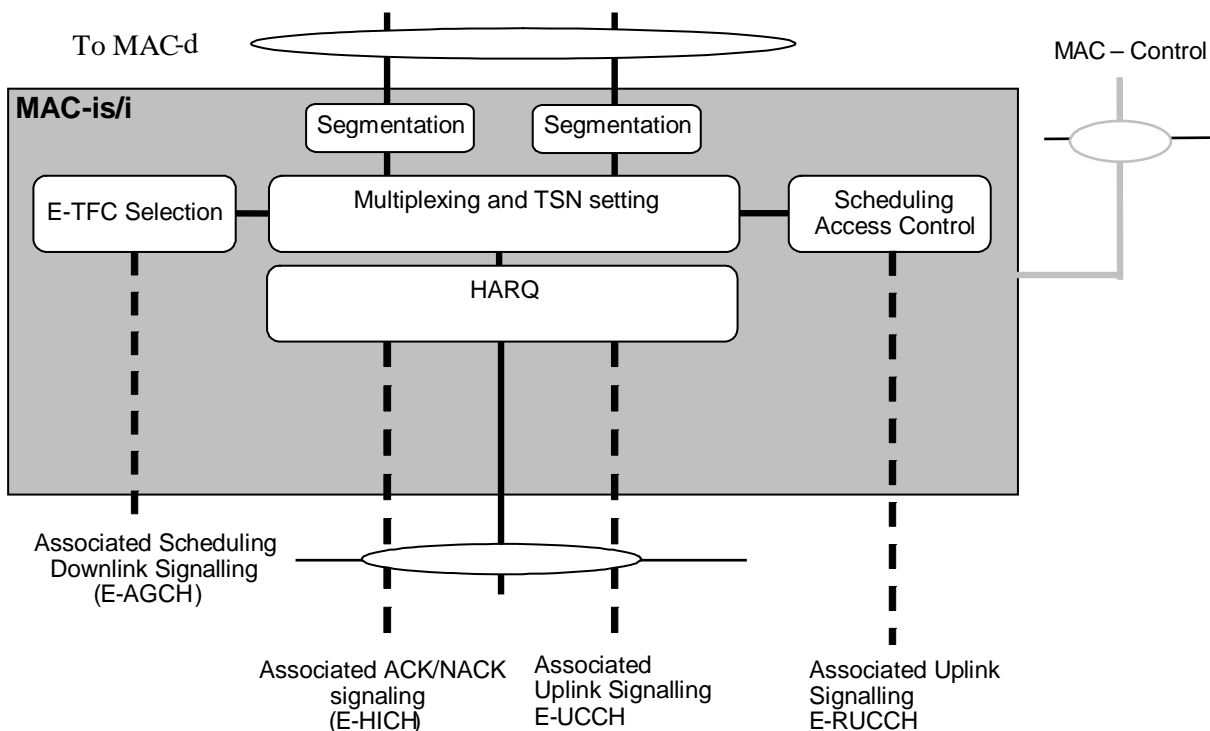 To MAC-d
MAC – Control
MAC-is/i
Segmentation
Segmentation
E-TFC Selection
Multiplexing and TSN setting
Scheduling
Access Control
HARQ
Associated Scheduling
Downlink Signalling
(E-AGCH)
Associated ACK/NACK
signaling
(E-HICH)
Associated
Uplink Signalling
E-UCCH
Associated Uplink
Signalling
E-RUCCH